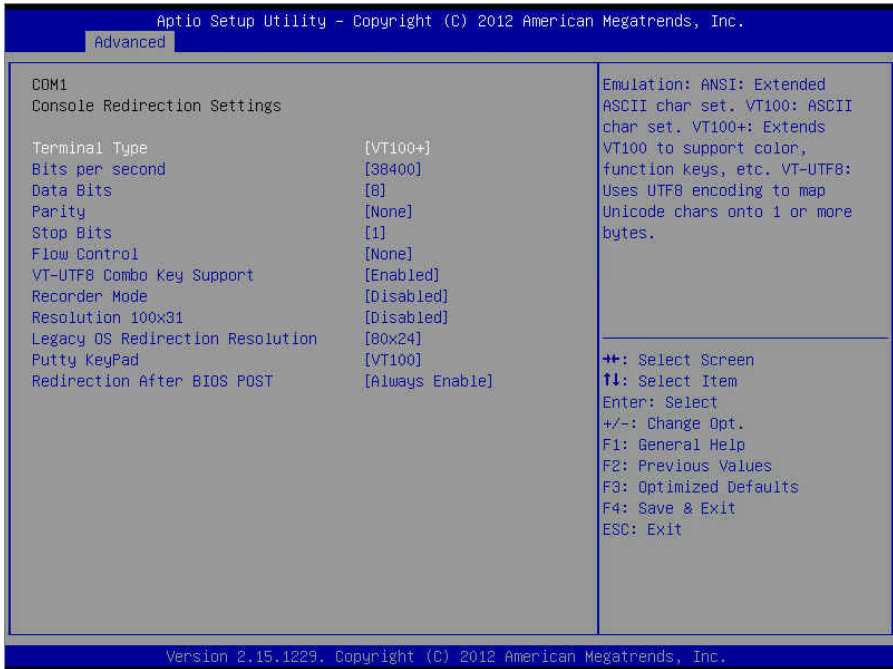 Aptio Setup Utility – Copyright (C) 2012 American Megatrends, Inc.
Advanced
COM1
Console Redirection Settings
Terminal Type [VT100+]
Bits per second [38400]
Data Bits [8]
Parity [None]
Stop Bits [1]
Flow Control [None]
VT-UTF8 Combo Key Support [Enabled]
Recorder Mode [Disabled]
Resolution 100x31 [Disabled]
Legacy OS Redirection Resolution [80x24]
Putty KeyPad [VT100]
Redirection After BIOS POST [Always Enable]
Emulation: ANSI: Extended
ASCII char set. VT100: ASCII
char set. VT100+: Extends
VT100 to support color,
function keys, etc. VT-UTF8:
Uses UTF8 encoding to map
Unicode chars onto 1 or more
bytes.
→←: Select Screen
↑↓: Select Item
Enter: Select
+/-: Change Opt.
F1: General Help
F2: Previous Values
F3: Optimized Defaults
F4: Save & Exit
ESC: Exit
Version 2.15.1229. Copyright (C) 2012 American Megatrends, Inc.